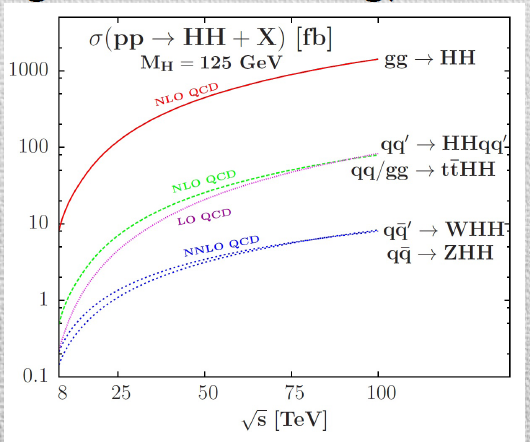 σ(pp → HH + X) [fb]
M_H = 125 GeV
1000
100
10
1
0.1
NLO QCD
NLO QCD
LO QCD
NNLO QCD
gg → HH
qq′ → HHqq′
qq/gg → tt̄HH
qq̄′ → WHH
qq̄ → ZHH
8 25 50 75 100
√s [TeV]